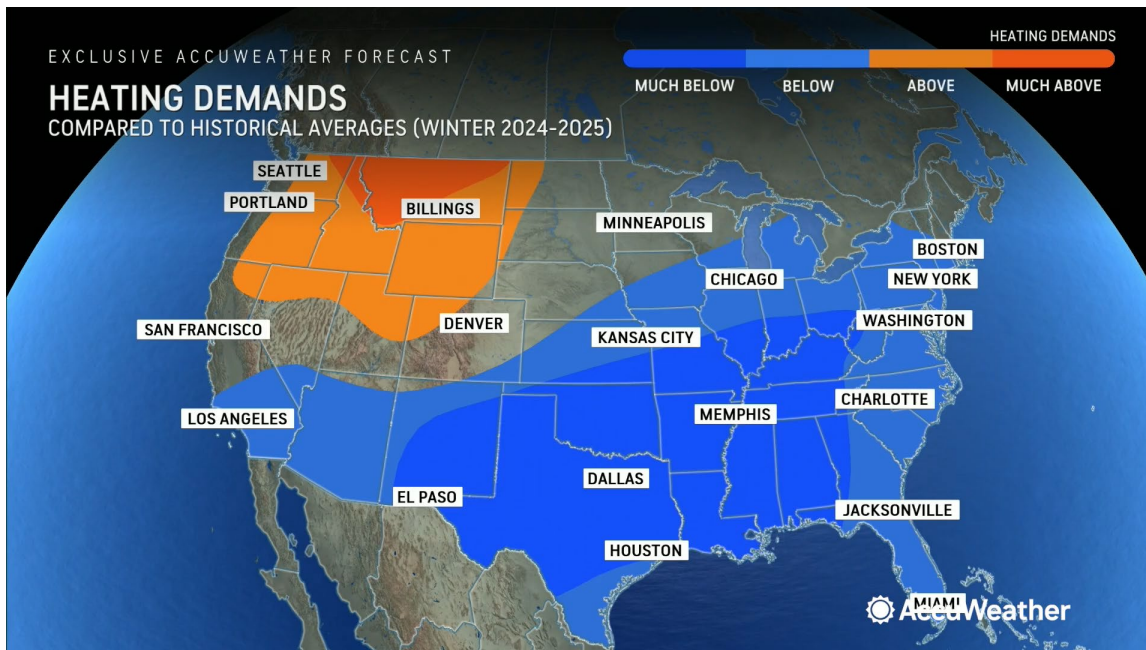 EXCLUSIVE ACCUWEATHER FORECAST
HEATING DEMANDS
COMPARED TO HISTORICAL AVERAGES (WINTER 2024-2025)
HEATING DEMANDS
MUCH BELOW BELOW ABOVE MUCH ABOVE
SEATTLE
PORTLAND
BILLINGS
MINNEAPOLIS
BOSTON
CHICAGO
NEW YORK
SAN FRANCISCO
DENVER
KANSAS CITY
WASHINGTON
LOS ANGELES
MEMPHIS
CHARLOTTE
DALLAS
EL PASO
JACKSONVILLE
HOUSTON
MIAMI
AccuWeather